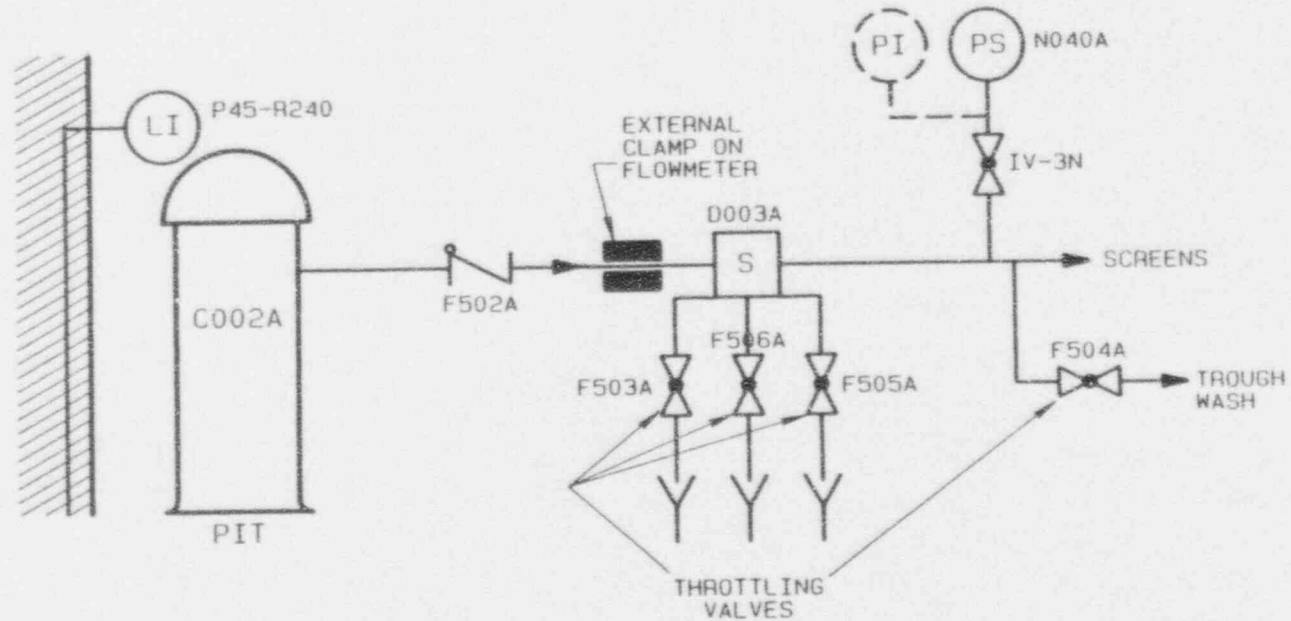 PI
PS
N040A
P45-R240
LI
EXTERNAL
CLAMP ON
FLOWMETER
IV-3N
D003A
S
SCREENS
F502A
C002A
F506A
F504A
F503A
F505A
TROUGH
WASH
PIT
THROTTLING
VALVES